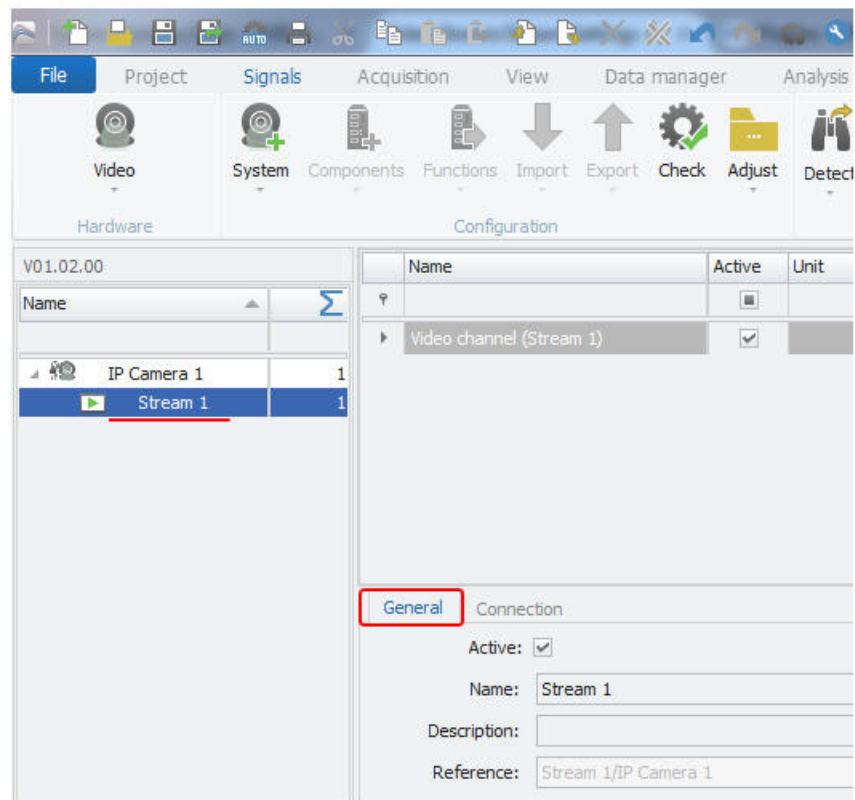 AUTO
File Project Signals Acquisition View Data manager Analysis
Video System Components Functions Import Export Check Adjust Detect
Hardware Configuration
V01.02.00
Name Active Unit
Name Σ
Video channel (Stream 1)
IP Camera 1 1
Stream 1 1
General Connection
Active:
Name: Stream 1
Description:
Reference: Stream 1/IP Camera 1